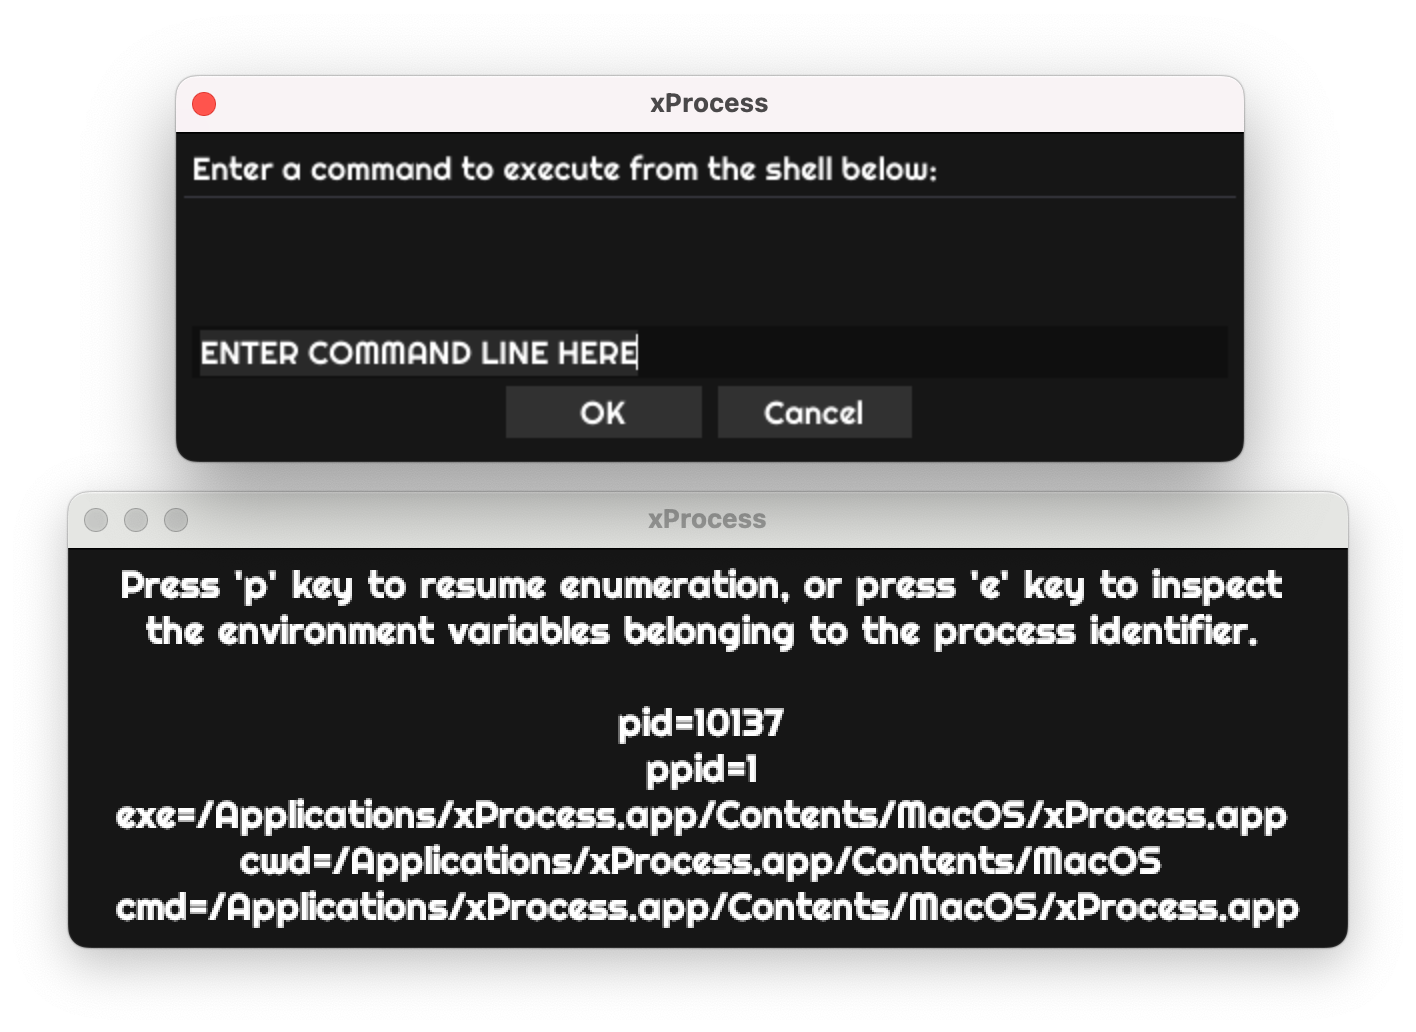 xProcess
Enter a command to execute from the shell below:
ENTER COMMAND LINE HERE
OK
Cancel
xProcess
Press 'p' key to resume enumeration, or press 'e' key to inspect
the environment variables belonging to the process identifier.
pid=10137
ppid=1
exe=/Applications/xProcess.app/Contents/MacOS/xProcess.app
cwd=/Applications/xProcess.app/Contents/MacOS
cmd=/Applications/xProcess.app/Contents/MacOS/xProcess.app